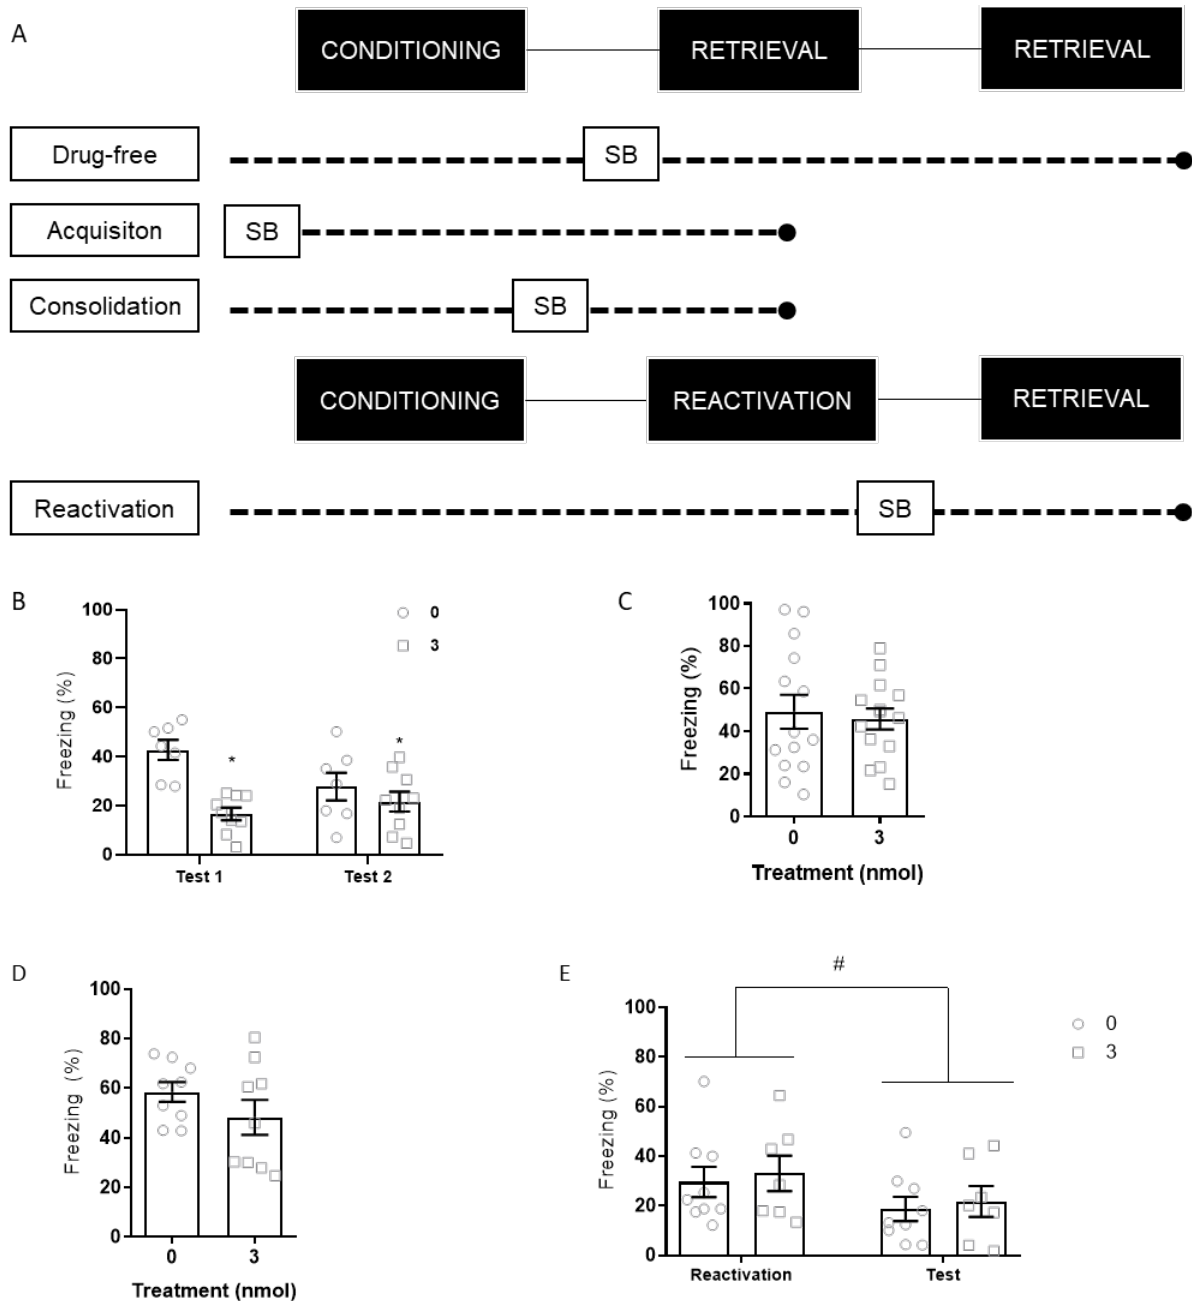 A
CONDITIONING RETRIEVAL RETRIEVAL
Drug-free SB
Acquisiton SB
Consolidation SB
CONDITIONING REACTIVATION RETRIEVAL
Reactivation SB
B
Freezing (%)
100
80
60
40
20
0
0
3
*
*
Test 1 Test 2
C
Freezing (%)
100
80
60
40
20
0
0 3
Treatment (nmol)
D
Freezing (%)
100
80
60
40
20
0
0 3
Treatment (nmol)
E
#
Freezing (%)
100
80
60
40
20
0
0
3
Reactivation Test